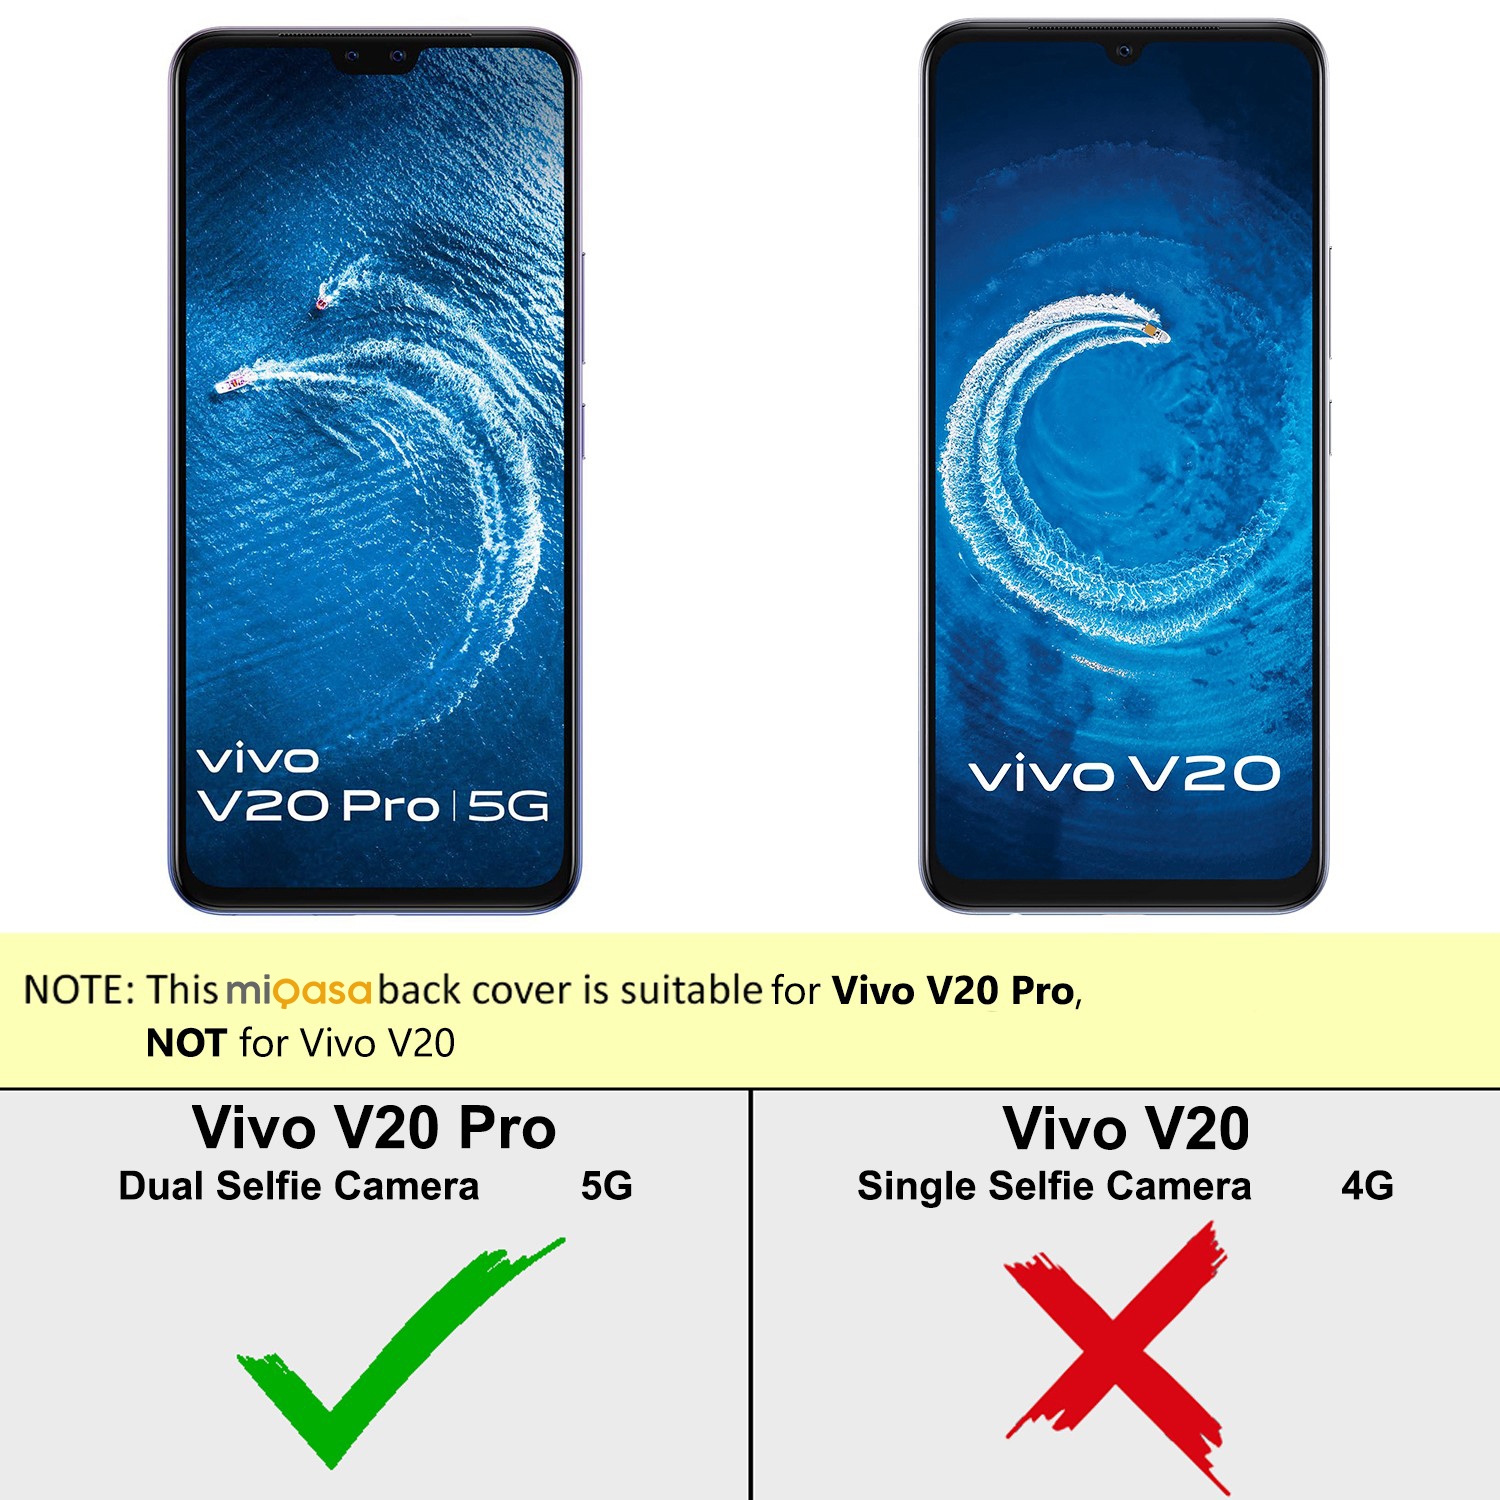 vivo
V20 Pro | 5G
vivo V20
NOTE: This miQasa back cover is suitable for Vivo V20 Pro,
NOT for Vivo V20
Vivo V20 Pro
Dual Selfie Camera 5G
Vivo V20
Single Selfie Camera 4G